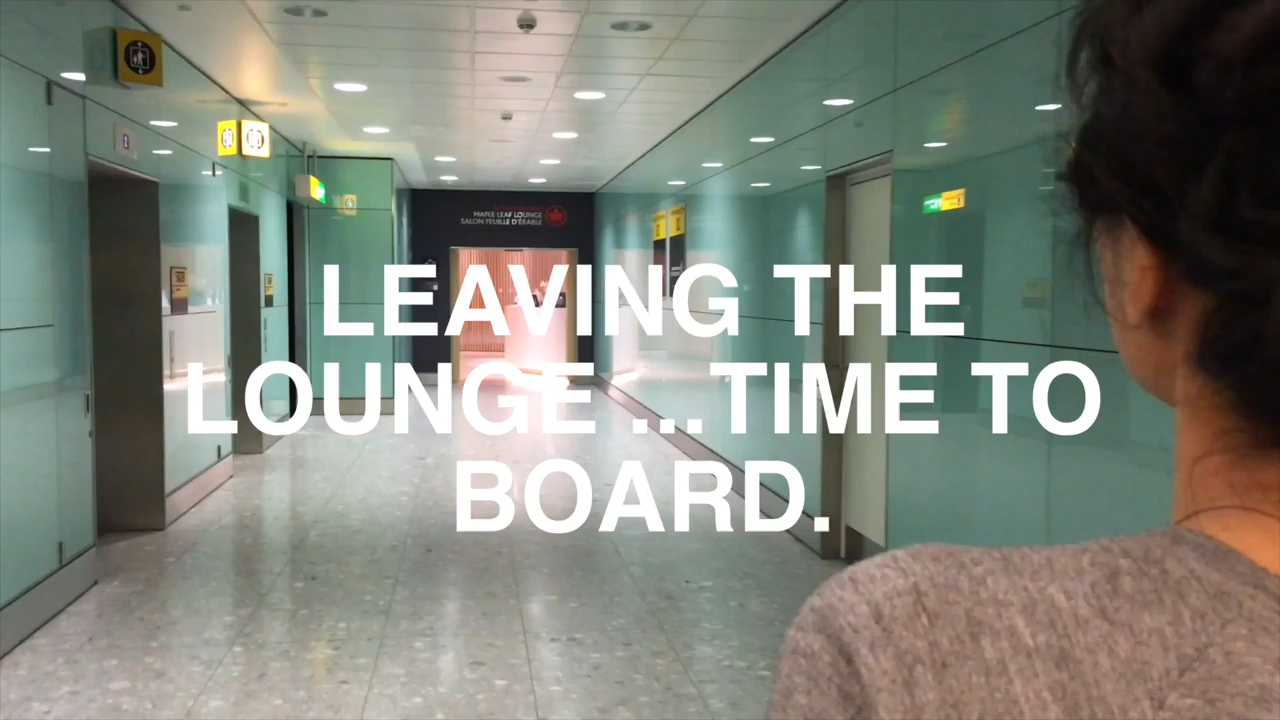 MAPLE LEAF LOUNGE
SALON FEUILLE D'ÉRABLE
LEAVING THE
LOUNGE ...TIME TO
BOARD.